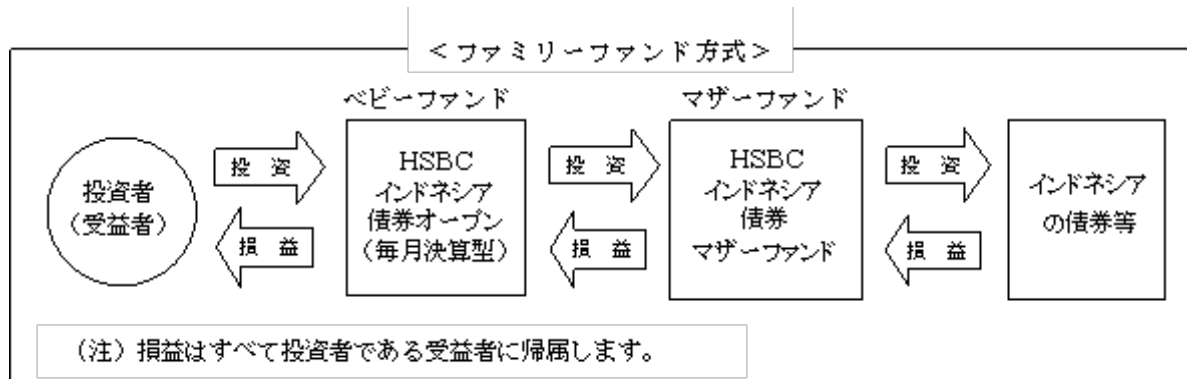 ＜ファミリーファンド方式＞
ベビーファンド
マザーファンド
投資者
（受益者）
投 資
損 益
HSBC
インドネシア
債券オープン
（毎月決算型）
投 資
損 益
HSBC
インドネシア
債券
マザーファンド
投 資
損 益
インドネシア
の債券等
（注）損益はすべて投資者である受益者に帰属します。